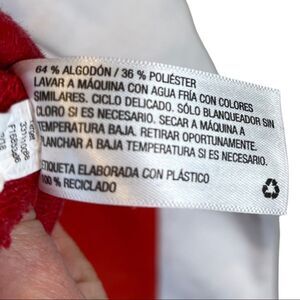 64 % ALGODÓN / 36 % POLIÉSTER
LAVAR A MÁQUINA CON AGUA FRÍA CON COLORES
SIMILARES. CICLO DELICADO. SÓLO BLANQUEADOR SIN
CLORO SI ES NECESARIO. SECAR A MÁQUINA A
TEMPERATURA BAJA. RETIRAR OPORTUNAMENTE.
PLANCHAR A BAJA TEMPERATURA SI ES NECESARIO.
ETIQUETA ELABORADA CON PLÁSTICO
100 % RECICLADO